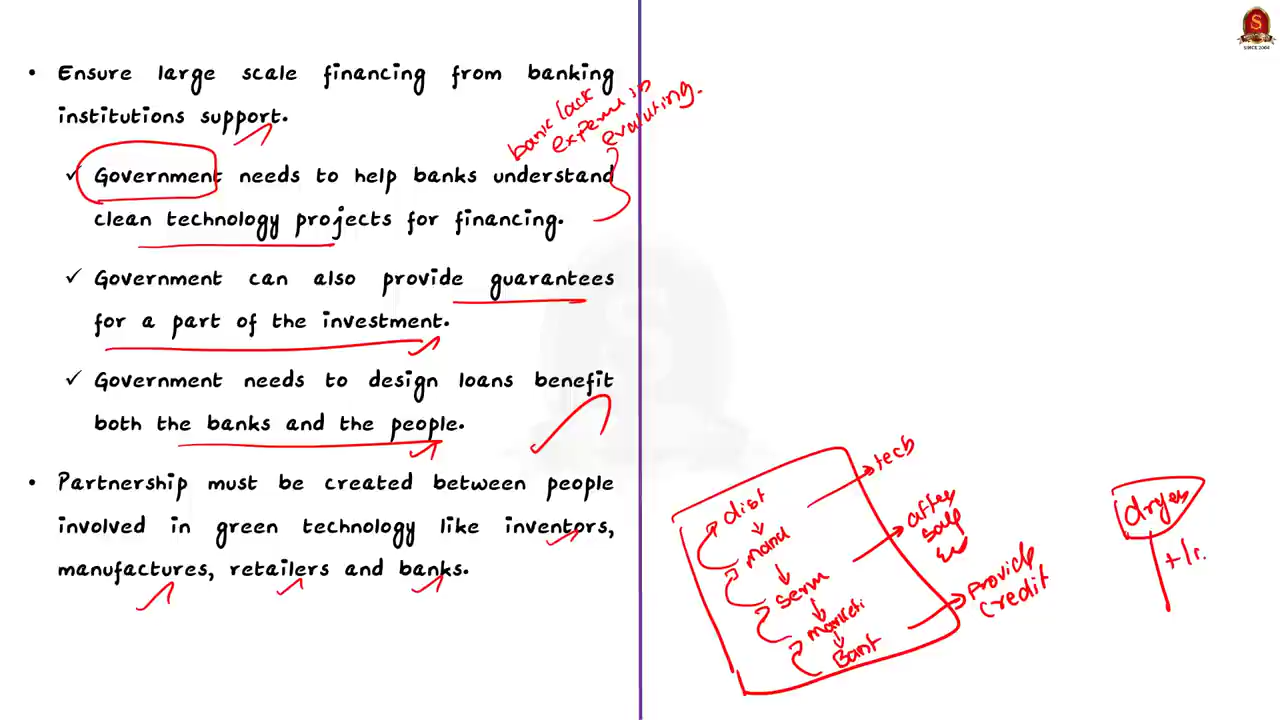 • Ensure large scale financing from banking
institutions support.
bank lack
expertise in
evaluating.
✓ Government needs to help banks understand
clean technology projects for financing.
✓ Government can also provide guarantees
for a part of the investment.
✓ Government needs to design loans benefit
both the banks and the people.
• Partnership must be created between people
involved in green technology like inventors,
manufactures, retailers and banks.
S
SINCE 2004
tech
dist
after
provide
credit
Bank
dryer